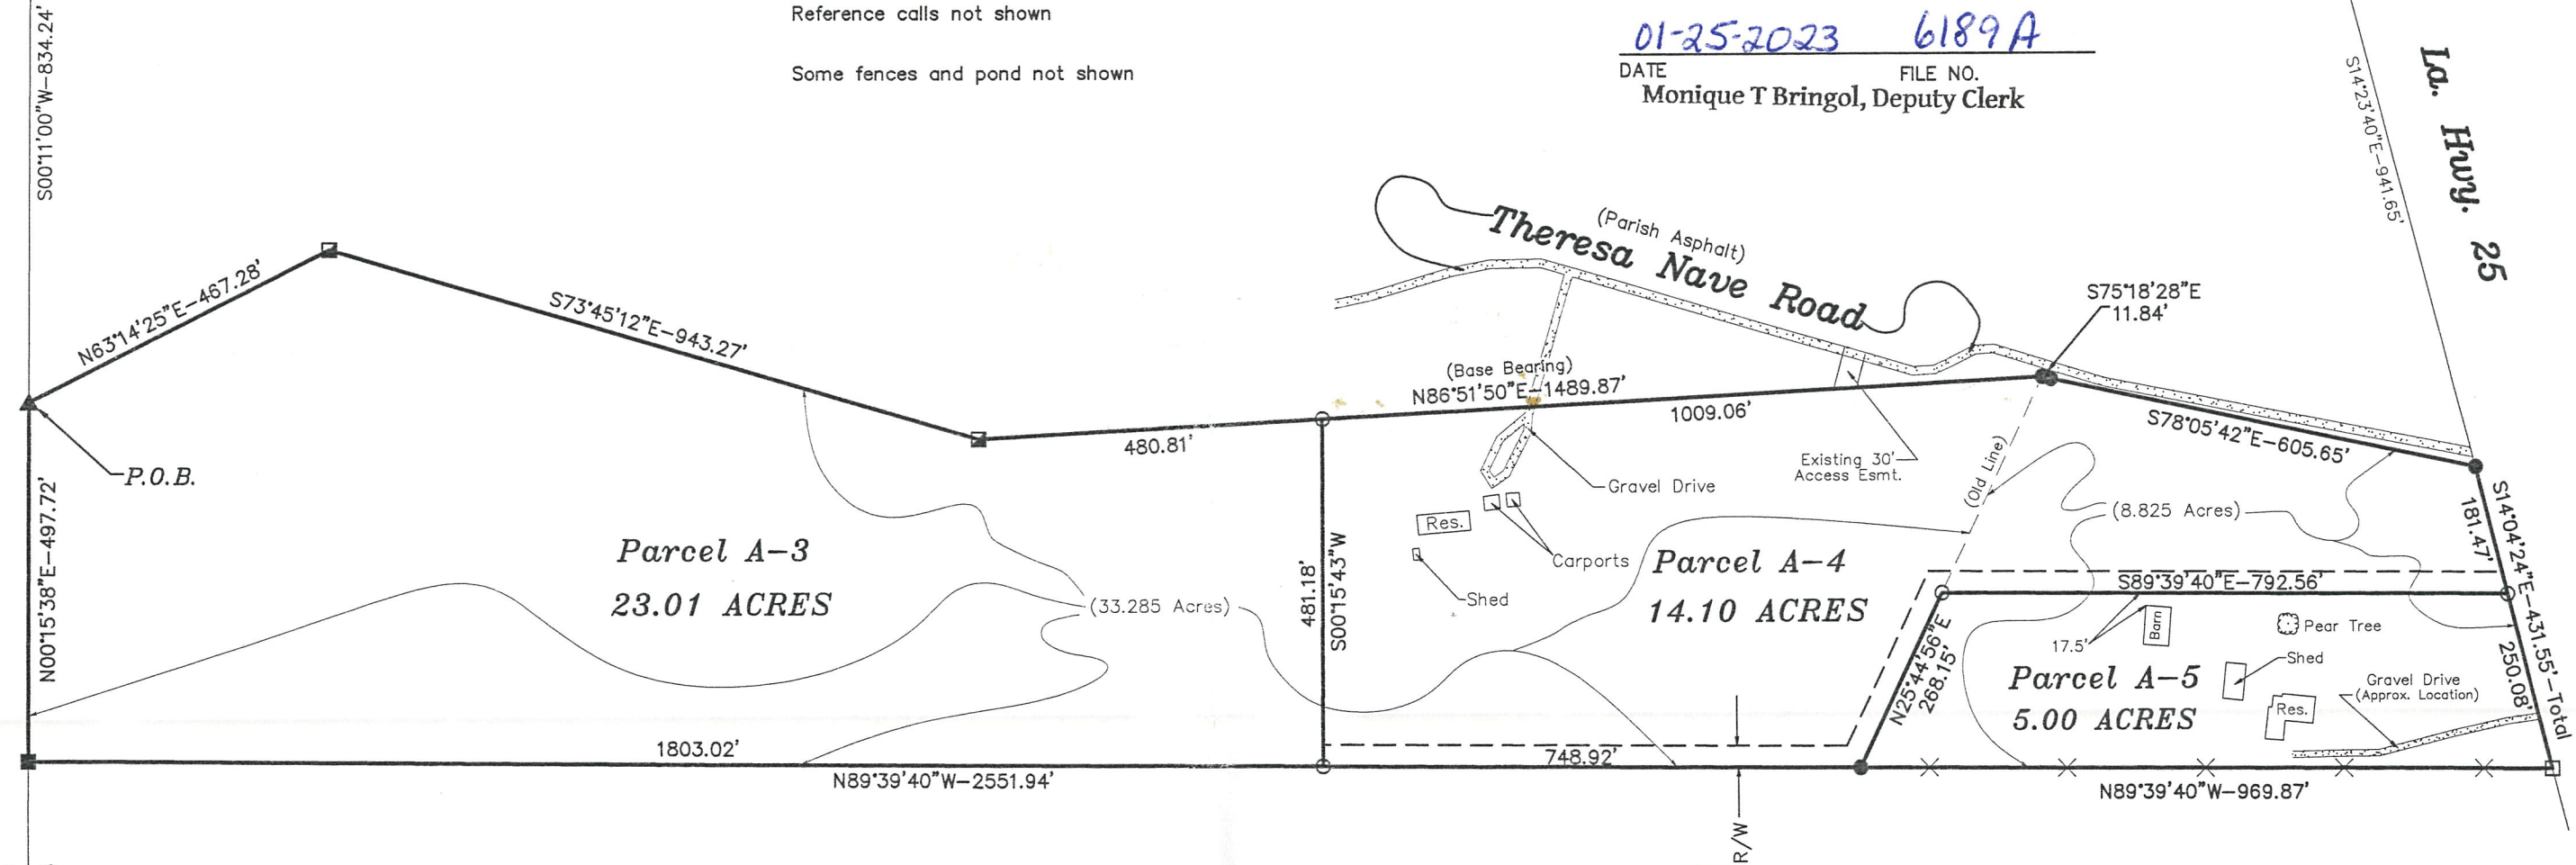 S00°11'00"W-834.24'
Reference calls not shown
Some fences and pond not shown
01-25-2023 6189A
DATE FILE NO.
Monique T Bringol, Deputy Clerk
La. Hwy. 25
S14°23'40"E-941.65'
(Parish Asphalt)
Theresa Nave Road
N63°14'25"E-467.28'
S73°45'12"E-943.27'
S75°18'28"E
11.84'
(Base Bearing)
N86°51'50"E-1489.87'
480.81'
1009.06'
S78°05'42"E-605.65'
P.O.B.
Existing 30'
Access Esmt.
(Old Line)
Gravel Drive
(8.825 Acres)
S14°04'24"E-431.55'-Total
181.47'
N00°15'38"E-497.72'
Res.
Carports
Shed
Parcel A-3
23.01 ACRES
(33.285 Acres)
481.18'
S00°15'43"W
Parcel A-4
14.10 ACRES
S89°39'40"E-792.56'
N25°44'56"E
268.15'
17.5'
Barn
Pear Tree
Shed
Parcel A-5
5.00 ACRES
Gravel Drive
(Approx. Location)
Res.
250.08'
1803.02'
748.92'
N89°39'40"W-2551.94'
N89°39'40"W-969.87'
R/W